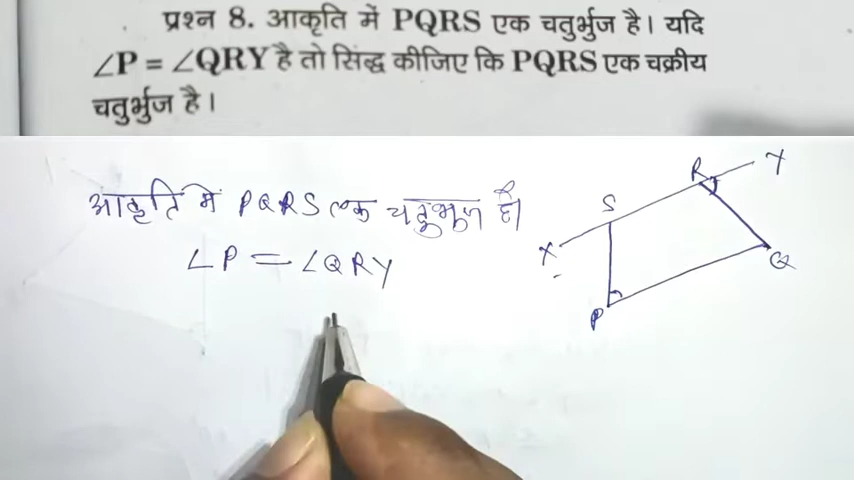 प्रश्न 8. आकृति में PQRS एक चतुर्भुज है। यदि
∠P = ∠QRY है तो सिद्ध कीजिए कि PQRS एक चक्रीय
चतुर्भुज है।
आकृति में PQRS एक चतुर्भुज है।
∠P = ∠QRY
R Y
S
X
Q
P